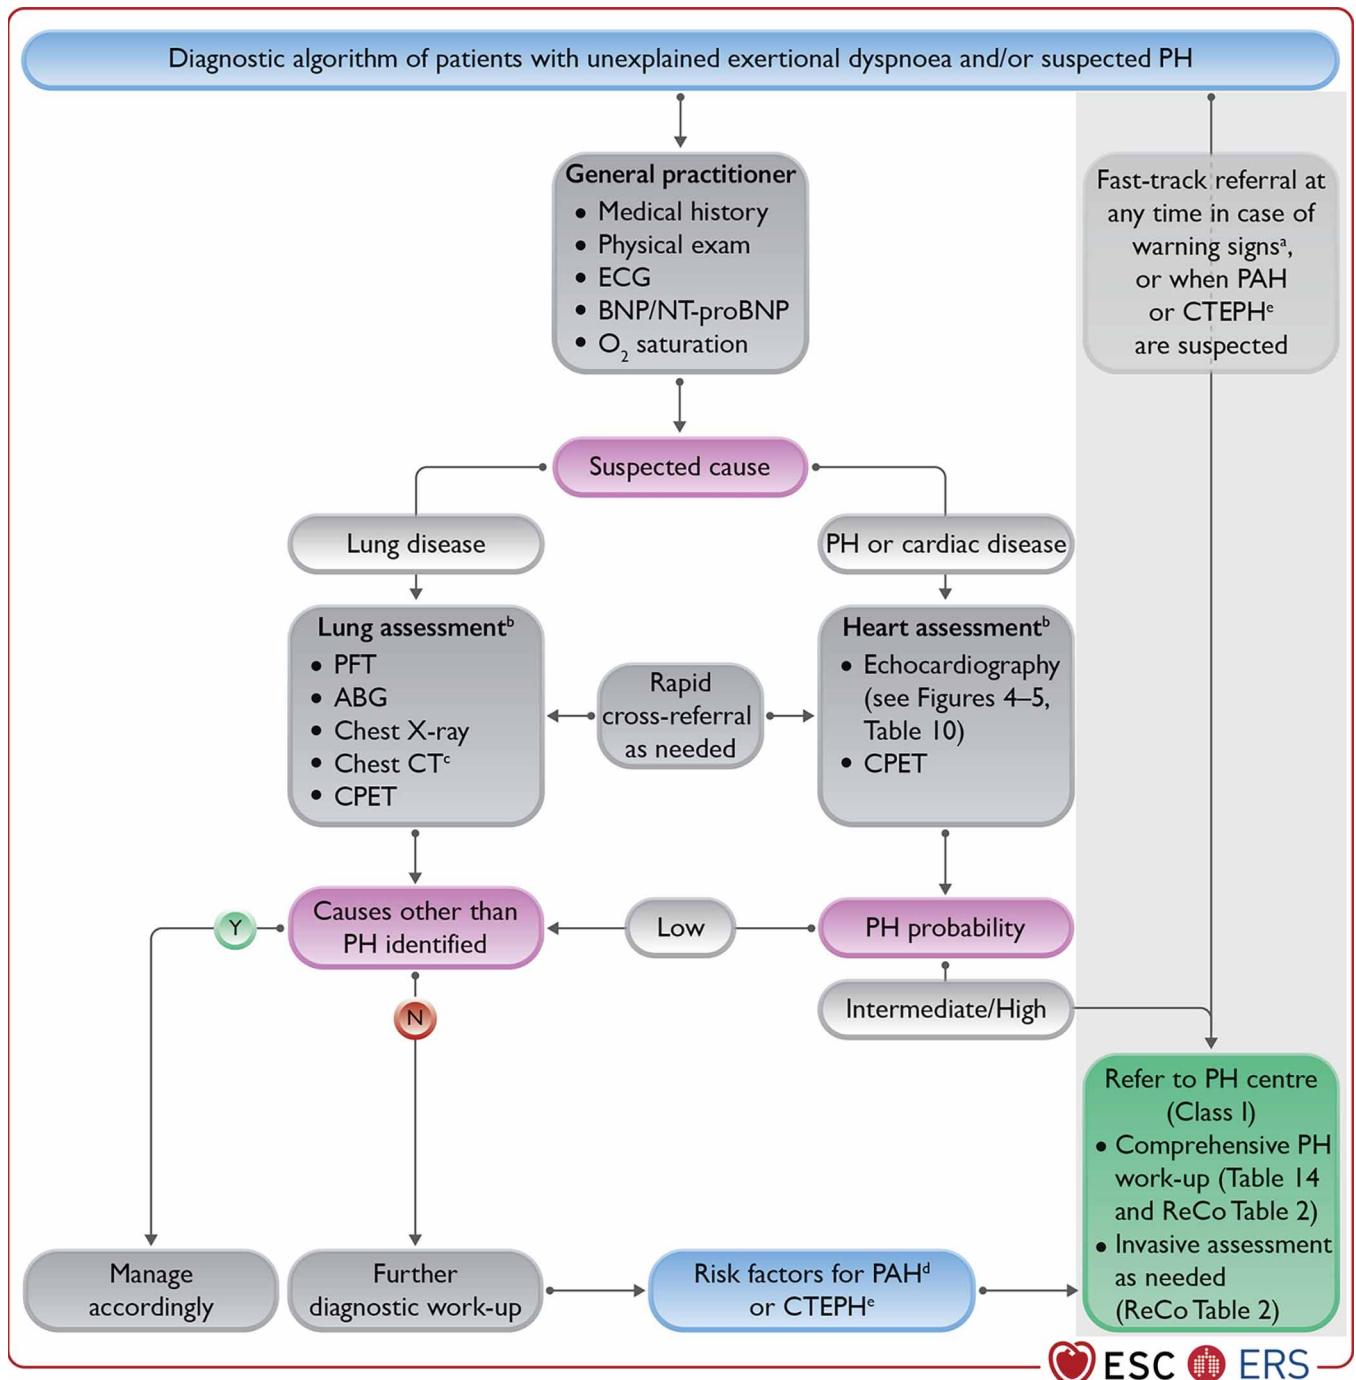 Diagnostic algorithm of patients with unexplained exertional dyspnoea and/or suspected PH
General practitioner
• Medical history
• Physical exam
• ECG
• BNP/NT-proBNP
• O₂ saturation
Fast-track referral at
any time in case of
warning signsᵃ,
or when PAH
or CTEPHᵉ
are suspected
Suspected cause
Lung disease
PH or cardiac disease
Lung assessmentᵇ
• PFT
• ABG
• Chest X-ray
• Chest CTᶜ
• CPET
Rapid
cross-referral
as needed
Heart assessmentᵇ
• Echocardiography
(see Figures 4–5,
Table 10)
• CPET
Y
Causes other than
PH identified
Low
PH probability
N
Intermediate/High
Refer to PH centre
(Class I)
• Comprehensive PH
work-up (Table 14
and ReCo Table 2)
• Invasive assessment
as needed
(ReCo Table 2)
Manage
accordingly
Further
diagnostic work-up
Risk factors for PAHᵈ
or CTEPHᵉ
ESC ERS